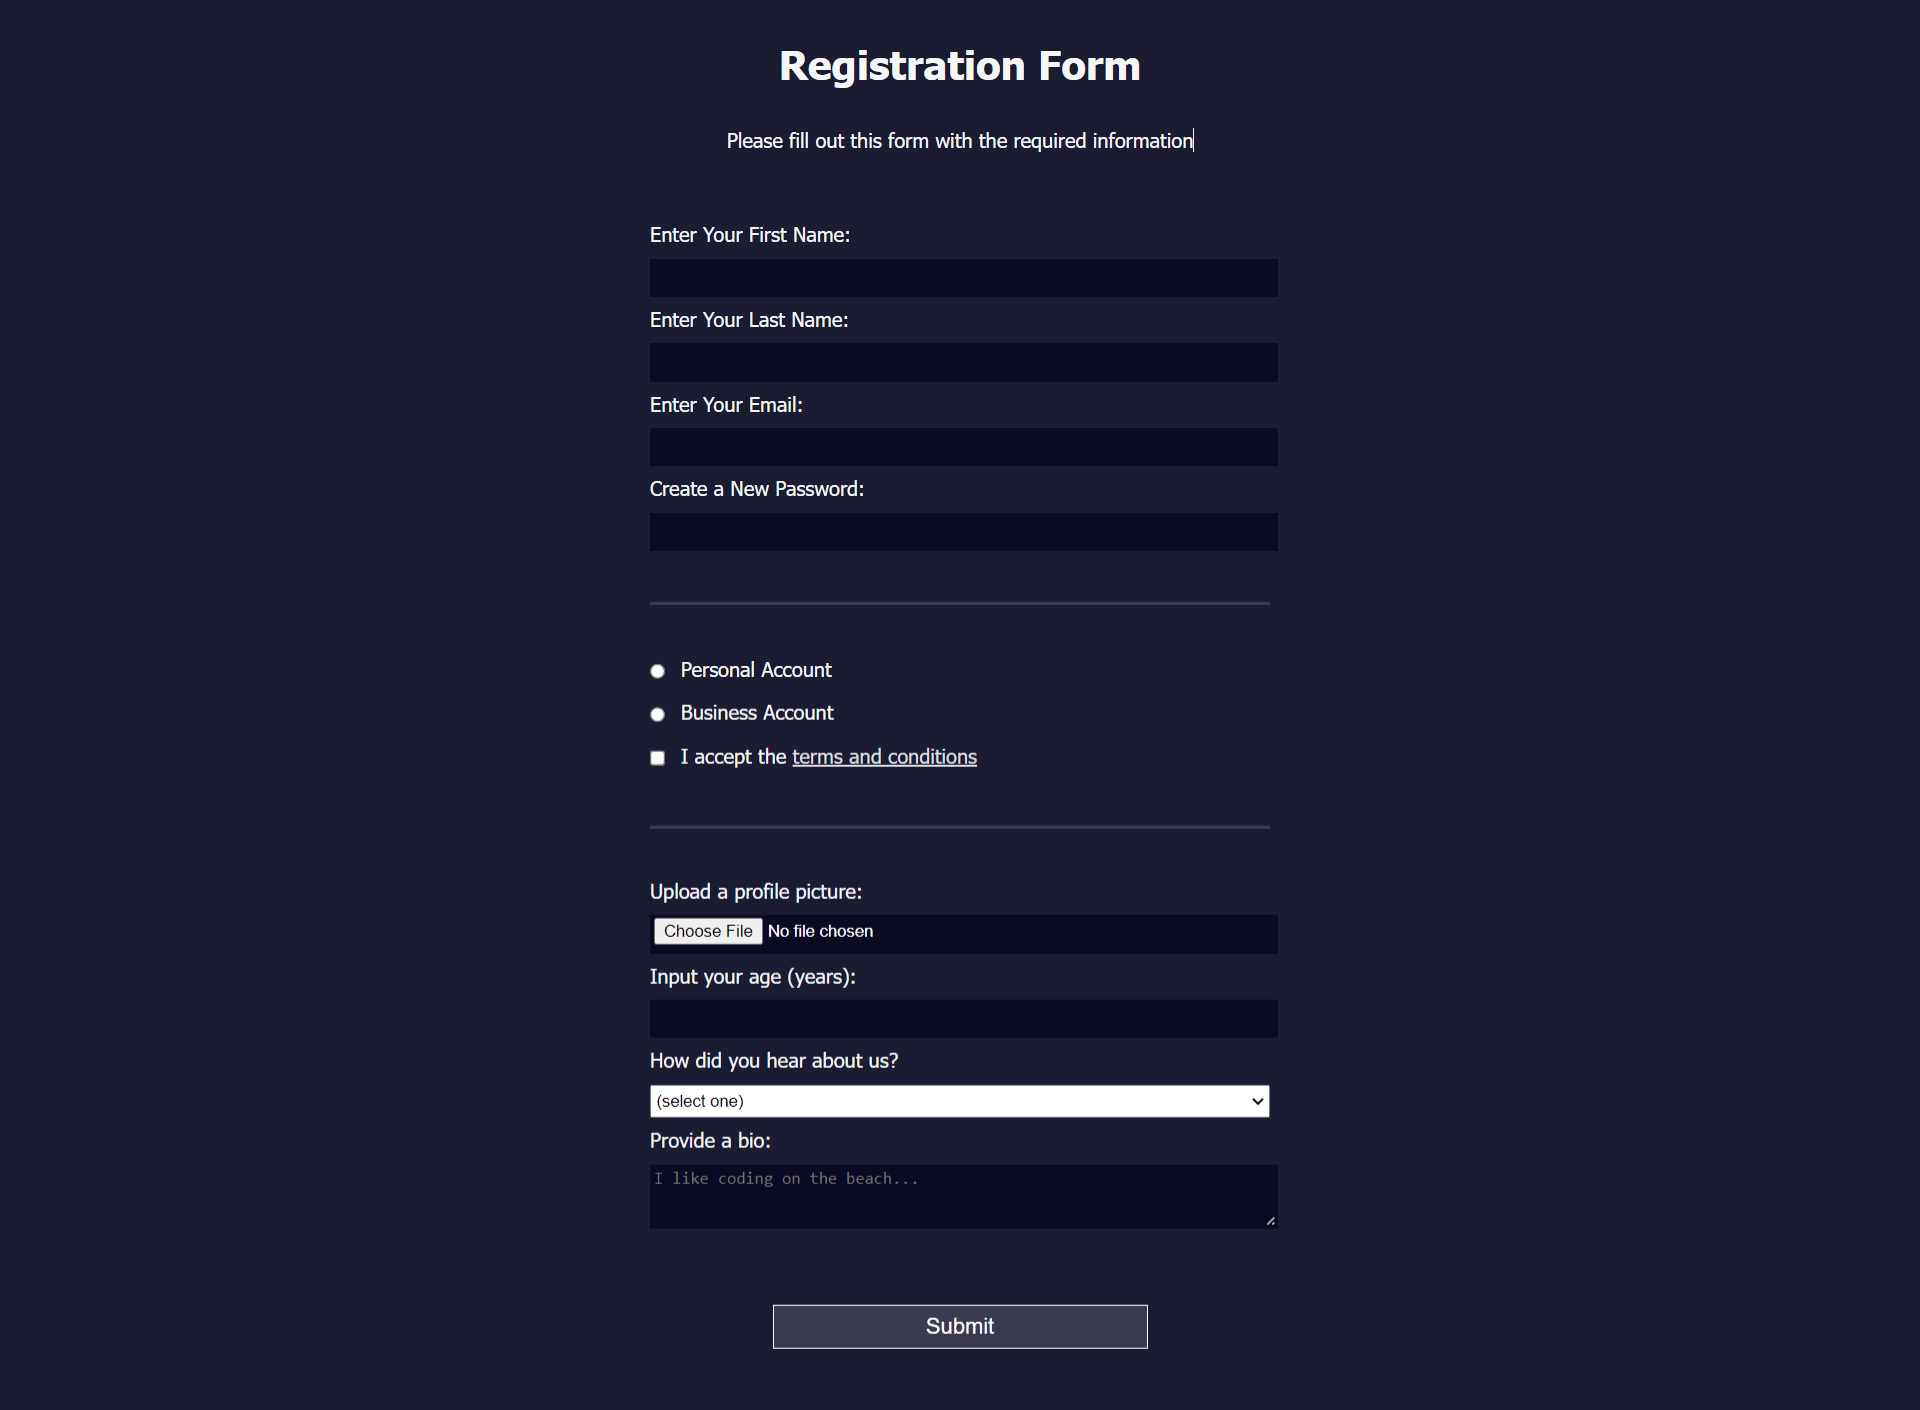 Registration Form
Please fill out this form with the required information
Enter Your First Name:
Enter Your Last Name:
Enter Your Email:
Create a New Password:
Personal Account
Business Account
I accept the terms and conditions
Upload a profile picture:
Choose File No file chosen
Input your age (years):
How did you hear about us?
(select one)
Provide a bio:
I like coding on the beach...
Submit